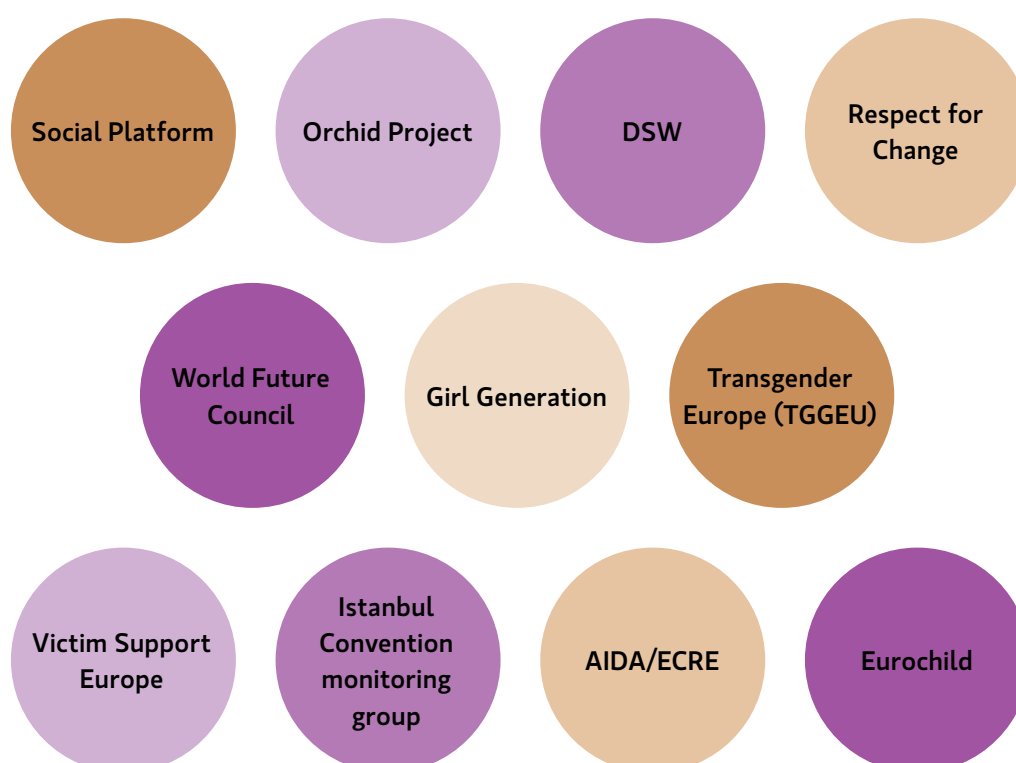 Social Platform
Orchid Project
DSW
Respect for
Change
World Future
Council
Girl Generation
Transgender
Europe (TGGEU)
Victim Support
Europe
Istanbul
Convention
monitoring
group
AIDA/ECRE
Eurochild